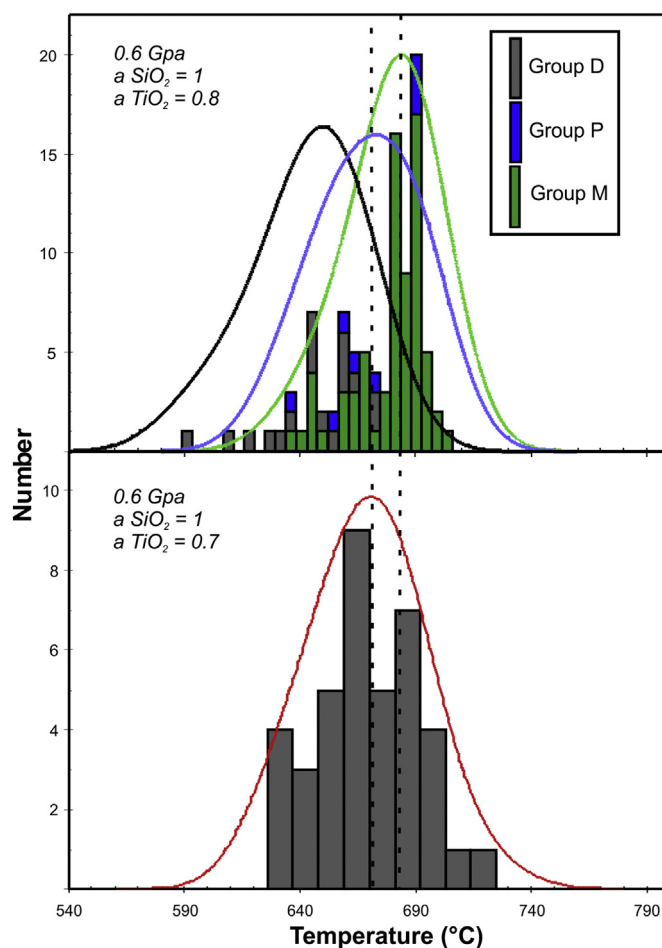 20
15
10
5
0.6 Gpa
a SiO₂ = 1
a TiO₂ = 0.8
Group D
Group P
Group M
Number
10
8
6
4
2
0.6 Gpa
a SiO₂ = 1
a TiO₂ = 0.7
540 590 640 690 740 790
Temperature (°C)